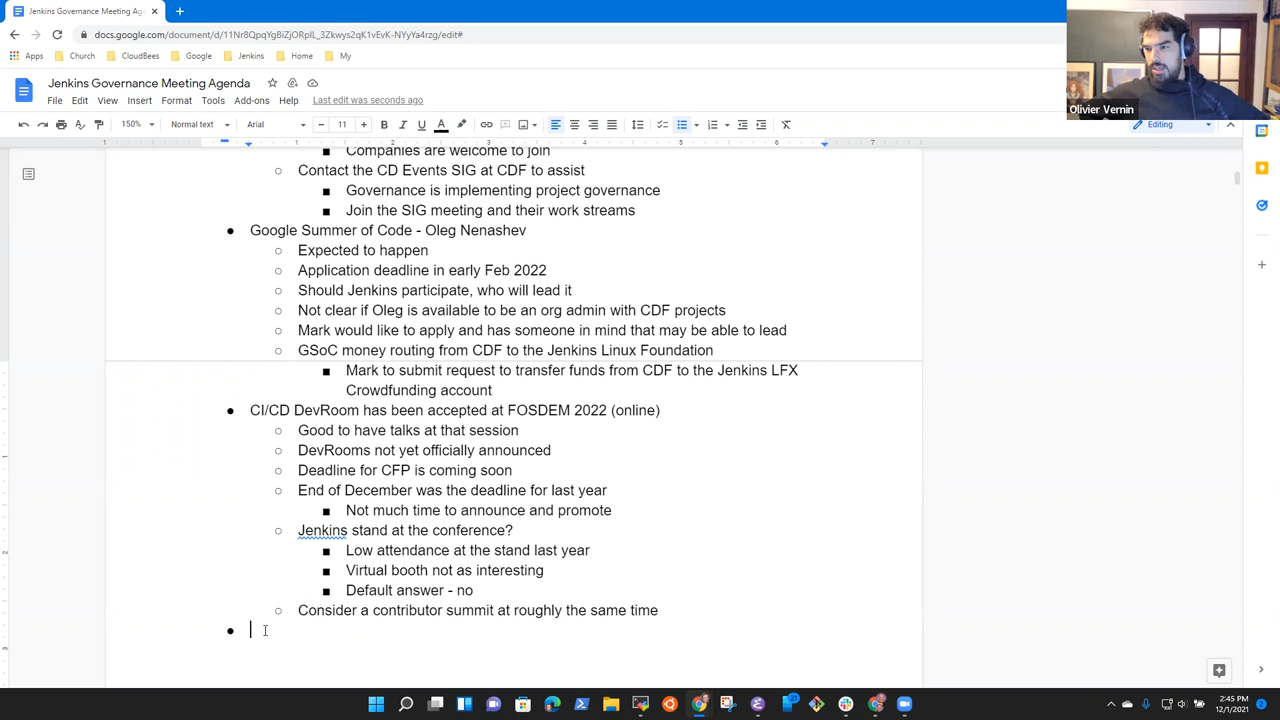 Jenkins Governance Meeting Ag
docs.google.com/document/d/11Nr8QpqYgBiZjORplL_3Zkwys2qK1vEvK-NYyYa4rzg/edit#
Apps Church CloudBees Google Jenkins Home My
Jenkins Governance Meeting Agenda
File Edit View Insert Format Tools Add-ons Help Last edit was seconds ago
150% Normal text Arial 11 Editing
Olivier Vernin
1 1 2 3 4 5 6 7
■ Companies are welcome to join
○ Contact the CD Events SIG at CDF to assist
■ Governance is implementing project governance
■ Join the SIG meeting and their work streams
● Google Summer of Code - Oleg Nenashev
○ Expected to happen
○ Application deadline in early Feb 2022
○ Should Jenkins participate, who will lead it
○ Not clear if Oleg is available to be an org admin with CDF projects
○ Mark would like to apply and has someone in mind that may be able to lead
○ GSoC money routing from CDF to the Jenkins Linux Foundation
■ Mark to submit request to transfer funds from CDF to the Jenkins LFX
Crowdfunding account
● CI/CD DevRoom has been accepted at FOSDEM 2022 (online)
○ Good to have talks at that session
○ DevRooms not yet officially announced
○ Deadline for CFP is coming soon
○ End of December was the deadline for last year
■ Not much time to announce and promote
○ Jenkins stand at the conference?
■ Low attendance at the stand last year
■ Virtual booth not as interesting
■ Default answer - no
○ Consider a contributor summit at roughly the same time
●
2:45 PM
12/1/2021